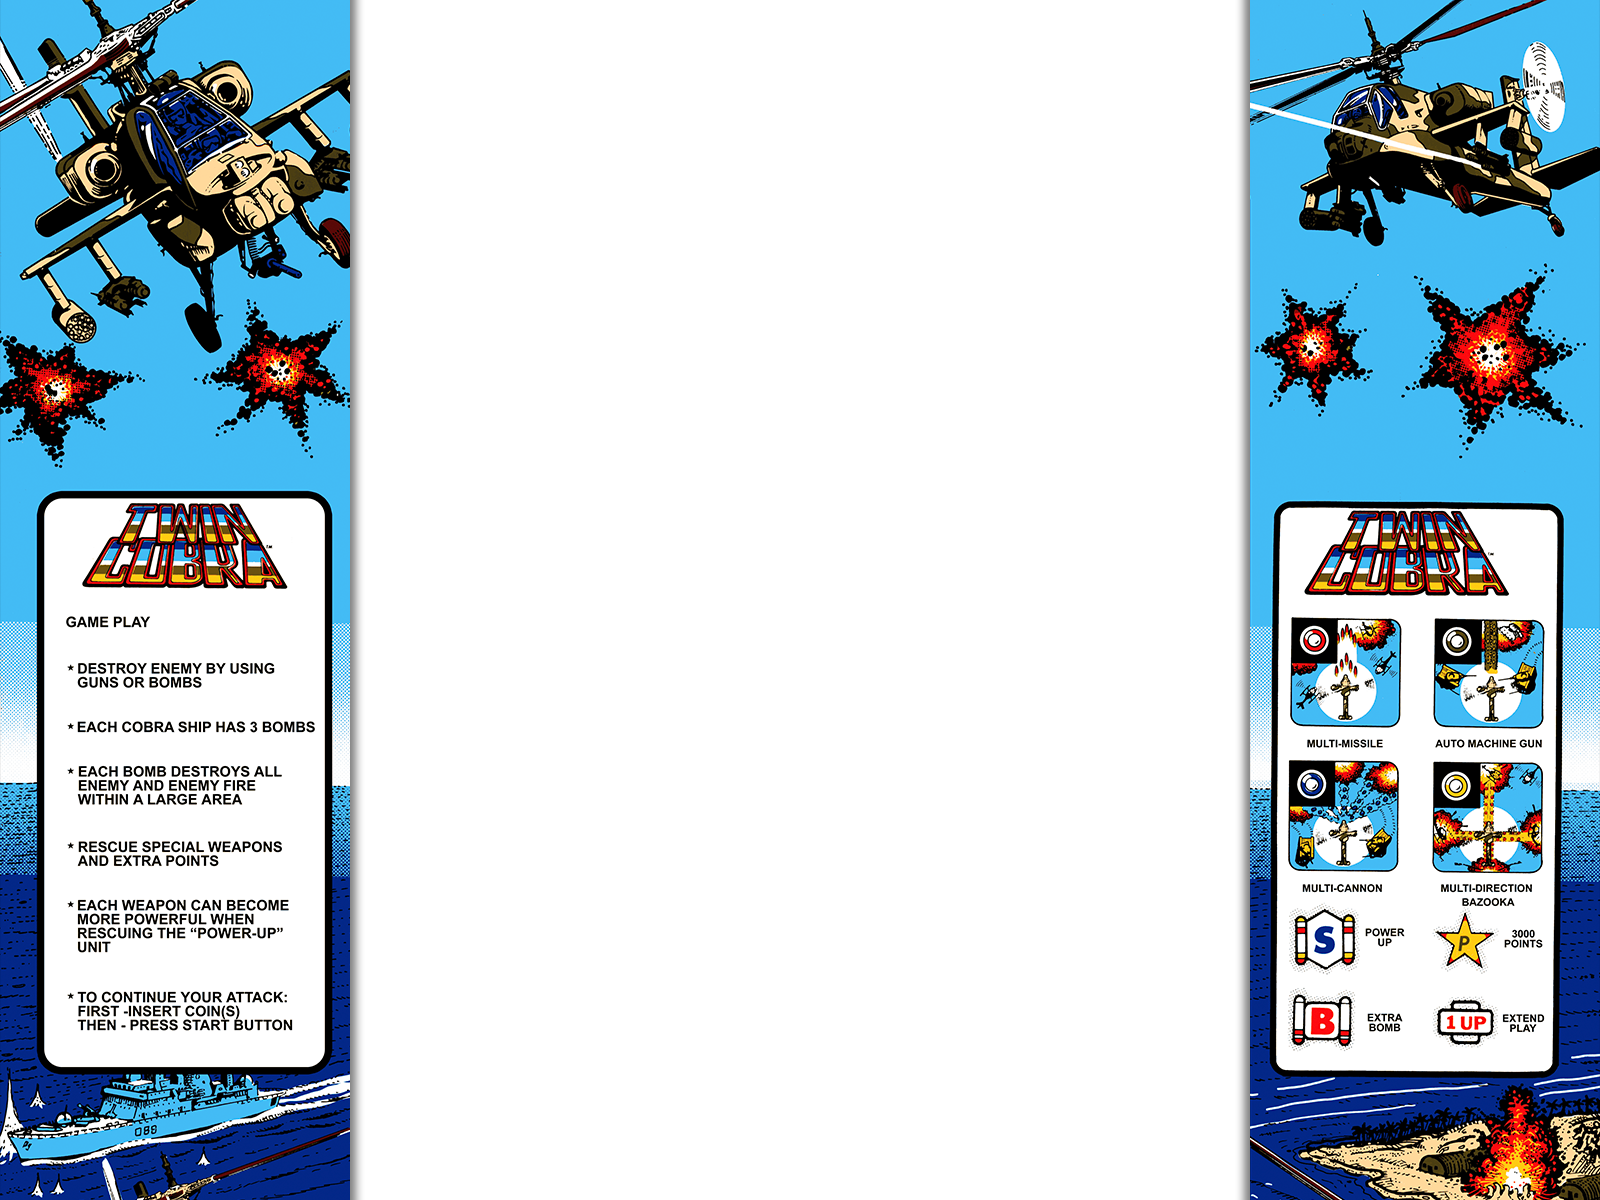 TWIN
COBRA™
GAME PLAY
* DESTROY ENEMY BY USING
GUNS OR BOMBS
* EACH COBRA SHIP HAS 3 BOMBS
* EACH BOMB DESTROYS ALL
ENEMY AND ENEMY FIRE
WITHIN A LARGE AREA
* RESCUE SPECIAL WEAPONS
AND EXTRA POINTS
* EACH WEAPON CAN BECOME
MORE POWERFUL WHEN
RESCUING THE “POWER-UP”
UNIT
* TO CONTINUE YOUR ATTACK:
FIRST -INSERT COIN(S)
THEN - PRESS START BUTTON
088
TWIN
COBRA™
MULTI-MISSILE
AUTO MACHINE GUN
MULTI-CANNON
MULTI-DIRECTION
BAZOOKA
S
POWER
UP
P
3000
POINTS
B
EXTRA
BOMB
1 UP
EXTEND
PLAY